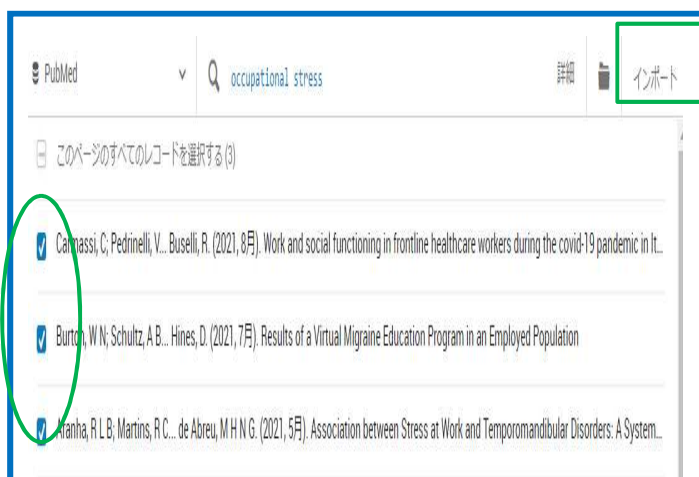 PubMed
occupational stress
詳細
インポート
このページのすべてのレコードを選択する (3)
Carmassi, C; Pedrinelli, V... Buselli, R. (2021, 8月). Work and social functioning in frontline healthcare workers during the covid-19 pandemic in It...
Burton, W N; Schultz, A B... Hines, D. (2021, 7月). Results of a Virtual Migraine Education Program in an Employed Population
Aranha, R L B; Martins, R C... de Abreu, M H N G. (2021, 5月). Association between Stress at Work and Temporomandibular Disorders: A System...